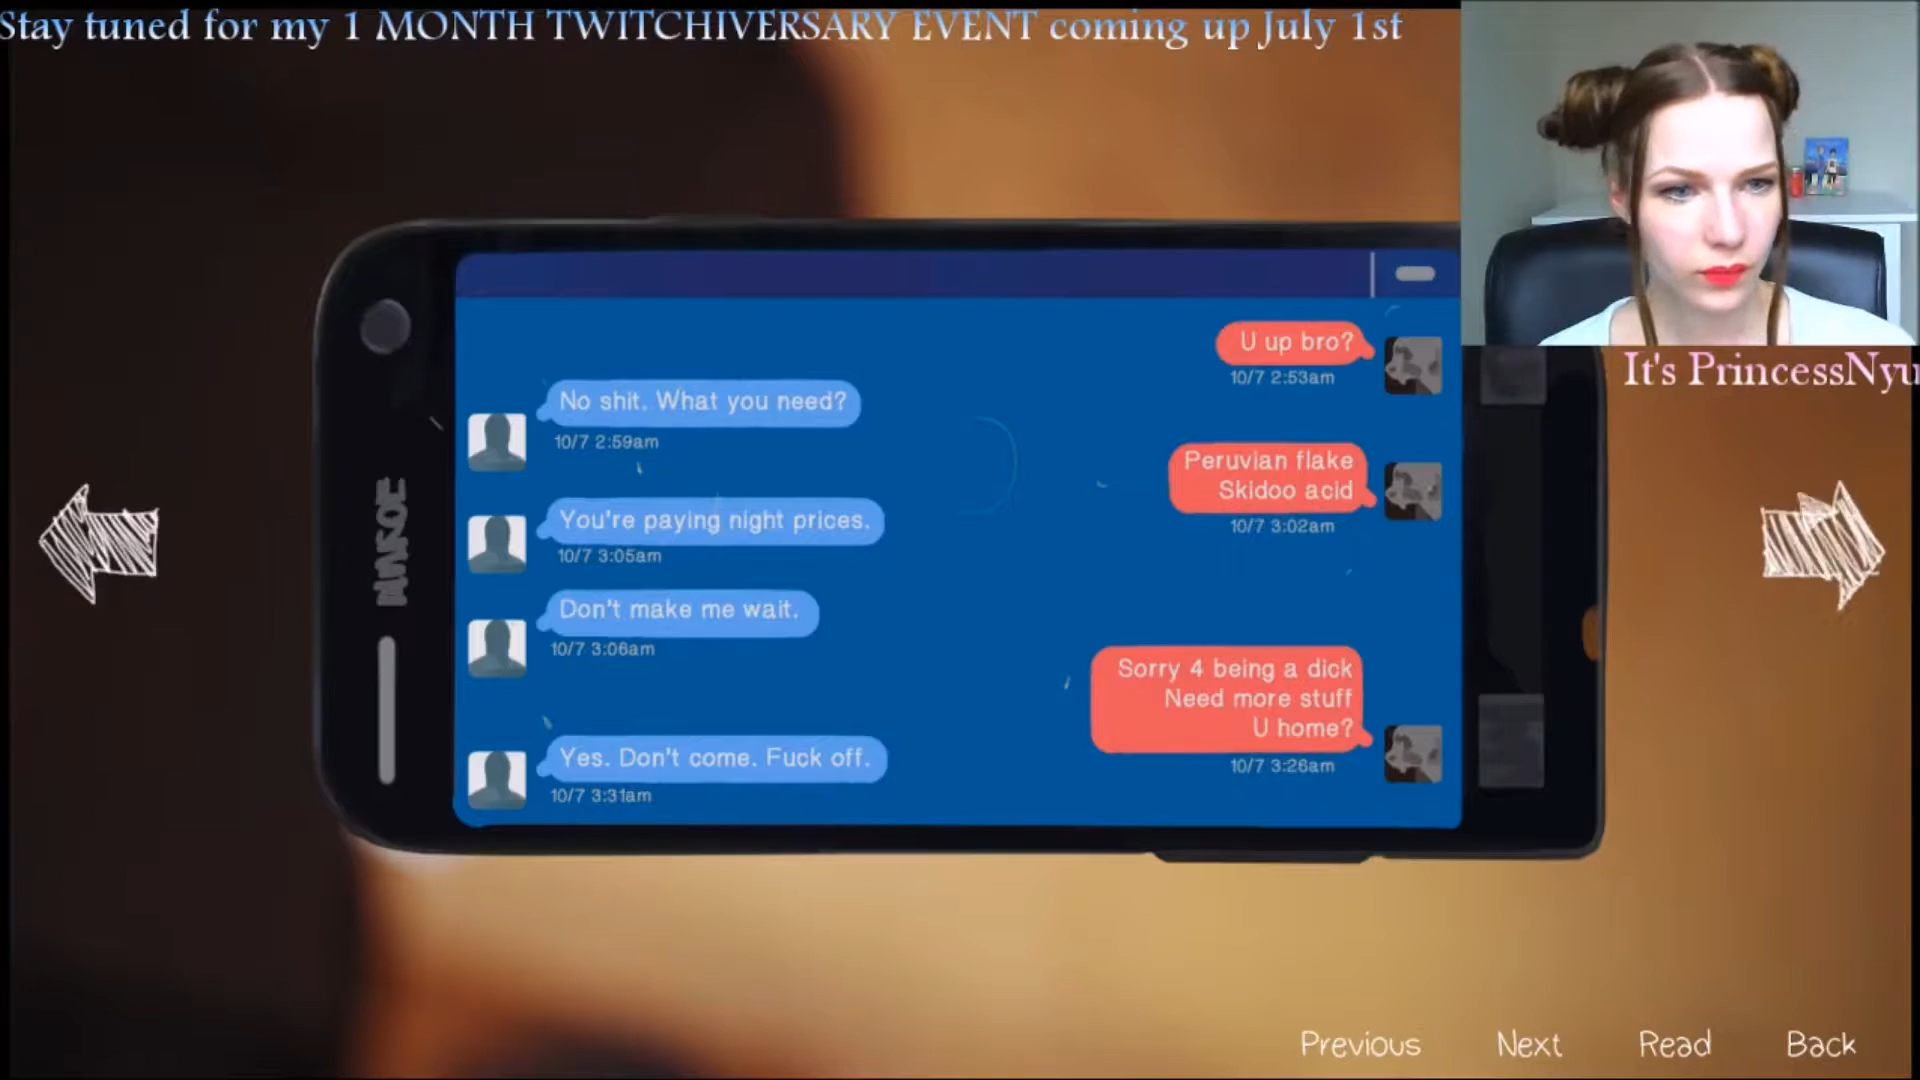 Stay tuned for my 1 MONTH TWITCHIVERSARY EVENT coming up July 1st
U up bro?
10/7 2:53am
No shit. What you need?
10/7 2:59am
Peruvian flake
Skidoo acid
10/7 3:02am
You're paying night prices.
10/7 3:05am
Don't make me wait.
10/7 3:06am
Sorry 4 being a dick
Need more stuff
U home?
10/7 3:26am
Yes. Don't come. Fuck off.
10/7 3:31am
It's PrincessNyu
Previous
Next
Read
Back